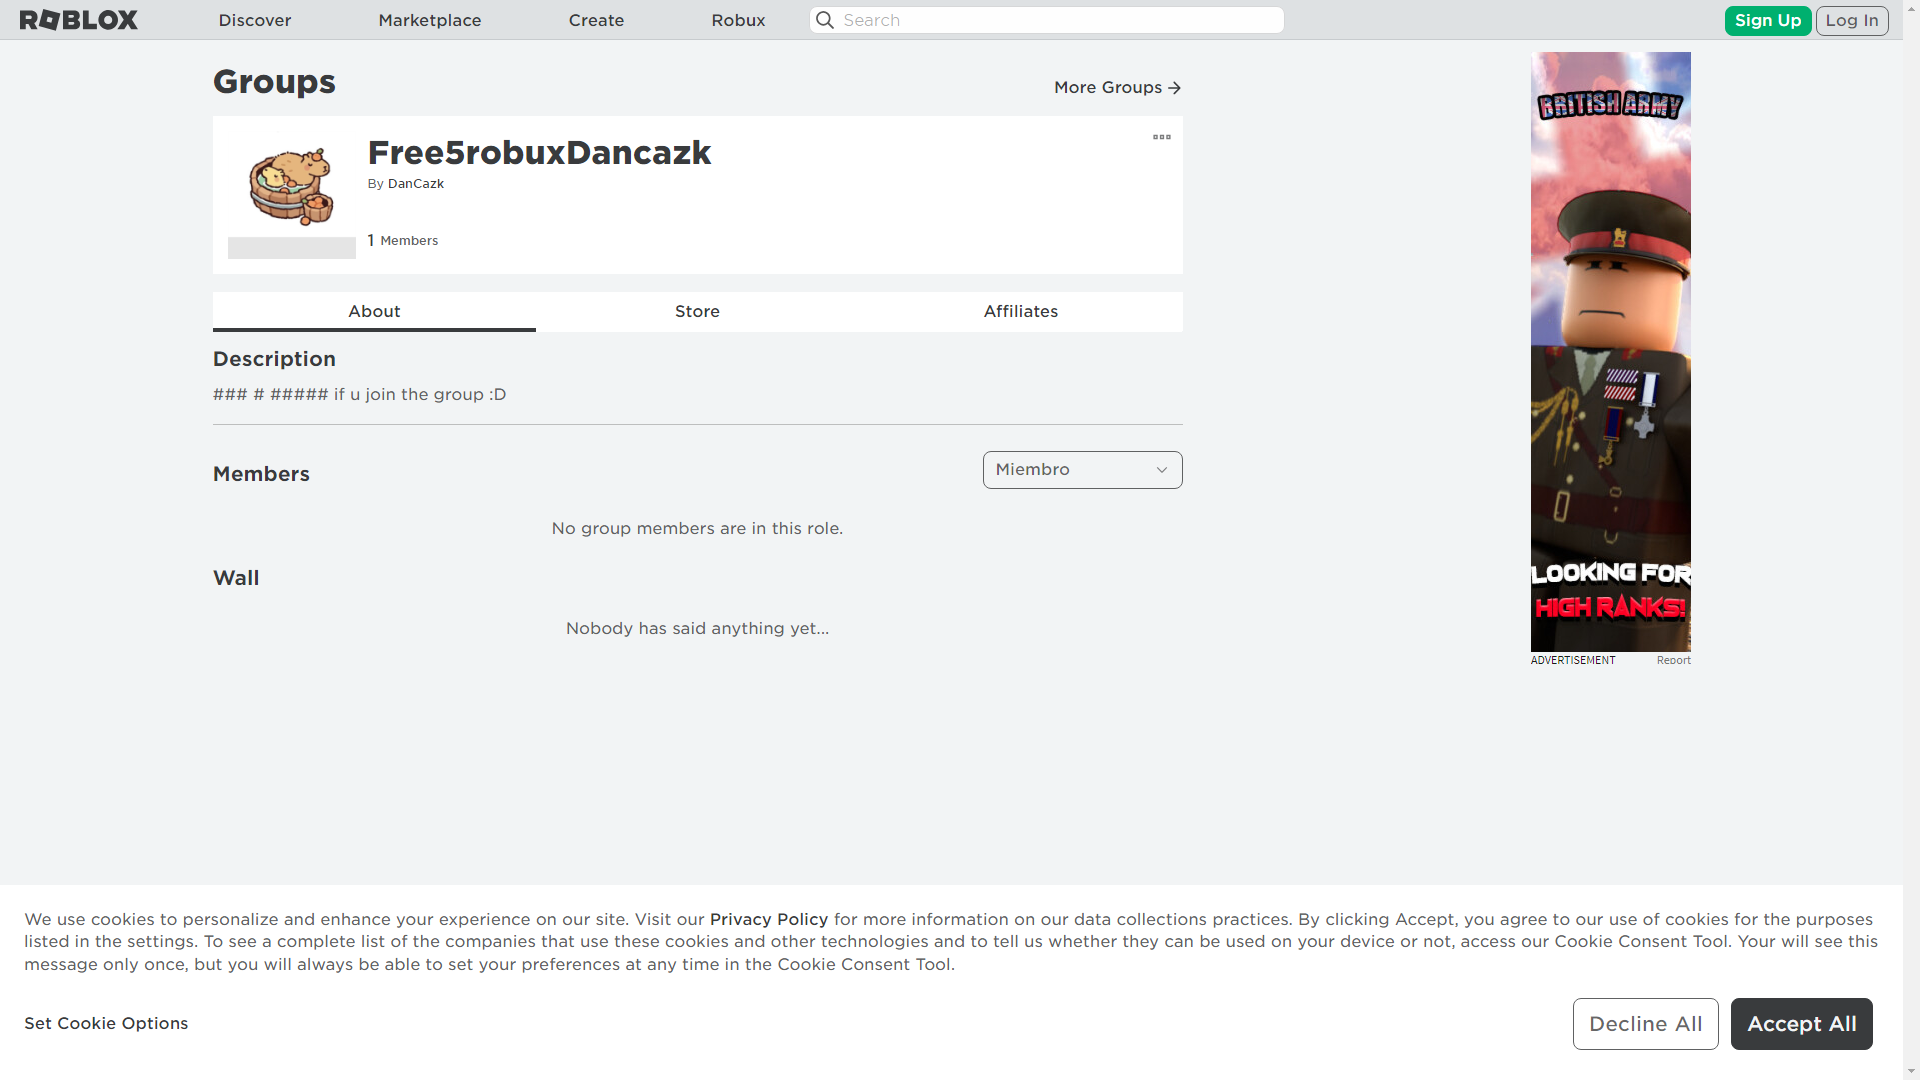 ROBLOX
Discover
Marketplace
Create
Robux
Search
Sign Up
Log In
Groups
More Groups
Free5robuxDancazk
By DanCazk
1 Members
About
Store
Affiliates
Description
### # ##### if u join the group :D
Members
Miembro
No group members are in this role.
Wall
Nobody has said anything yet...
BRITISH ARMY
LOOKING FOR
HIGH RANKS!
ADVERTISEMENT
Report
We use cookies to personalize and enhance your experience on our site. Visit our Privacy Policy for more information on our data collections practices. By clicking Accept, you agree to our use of cookies for the purposes
listed in the settings. To see a complete list of the companies that use these cookies and other technologies and to tell us whether they can be used on your device or not, access our Cookie Consent Tool. Your will see this
message only once, but you will always be able to set your preferences at any time in the Cookie Consent Tool.
Set Cookie Options
Decline All
Accept All